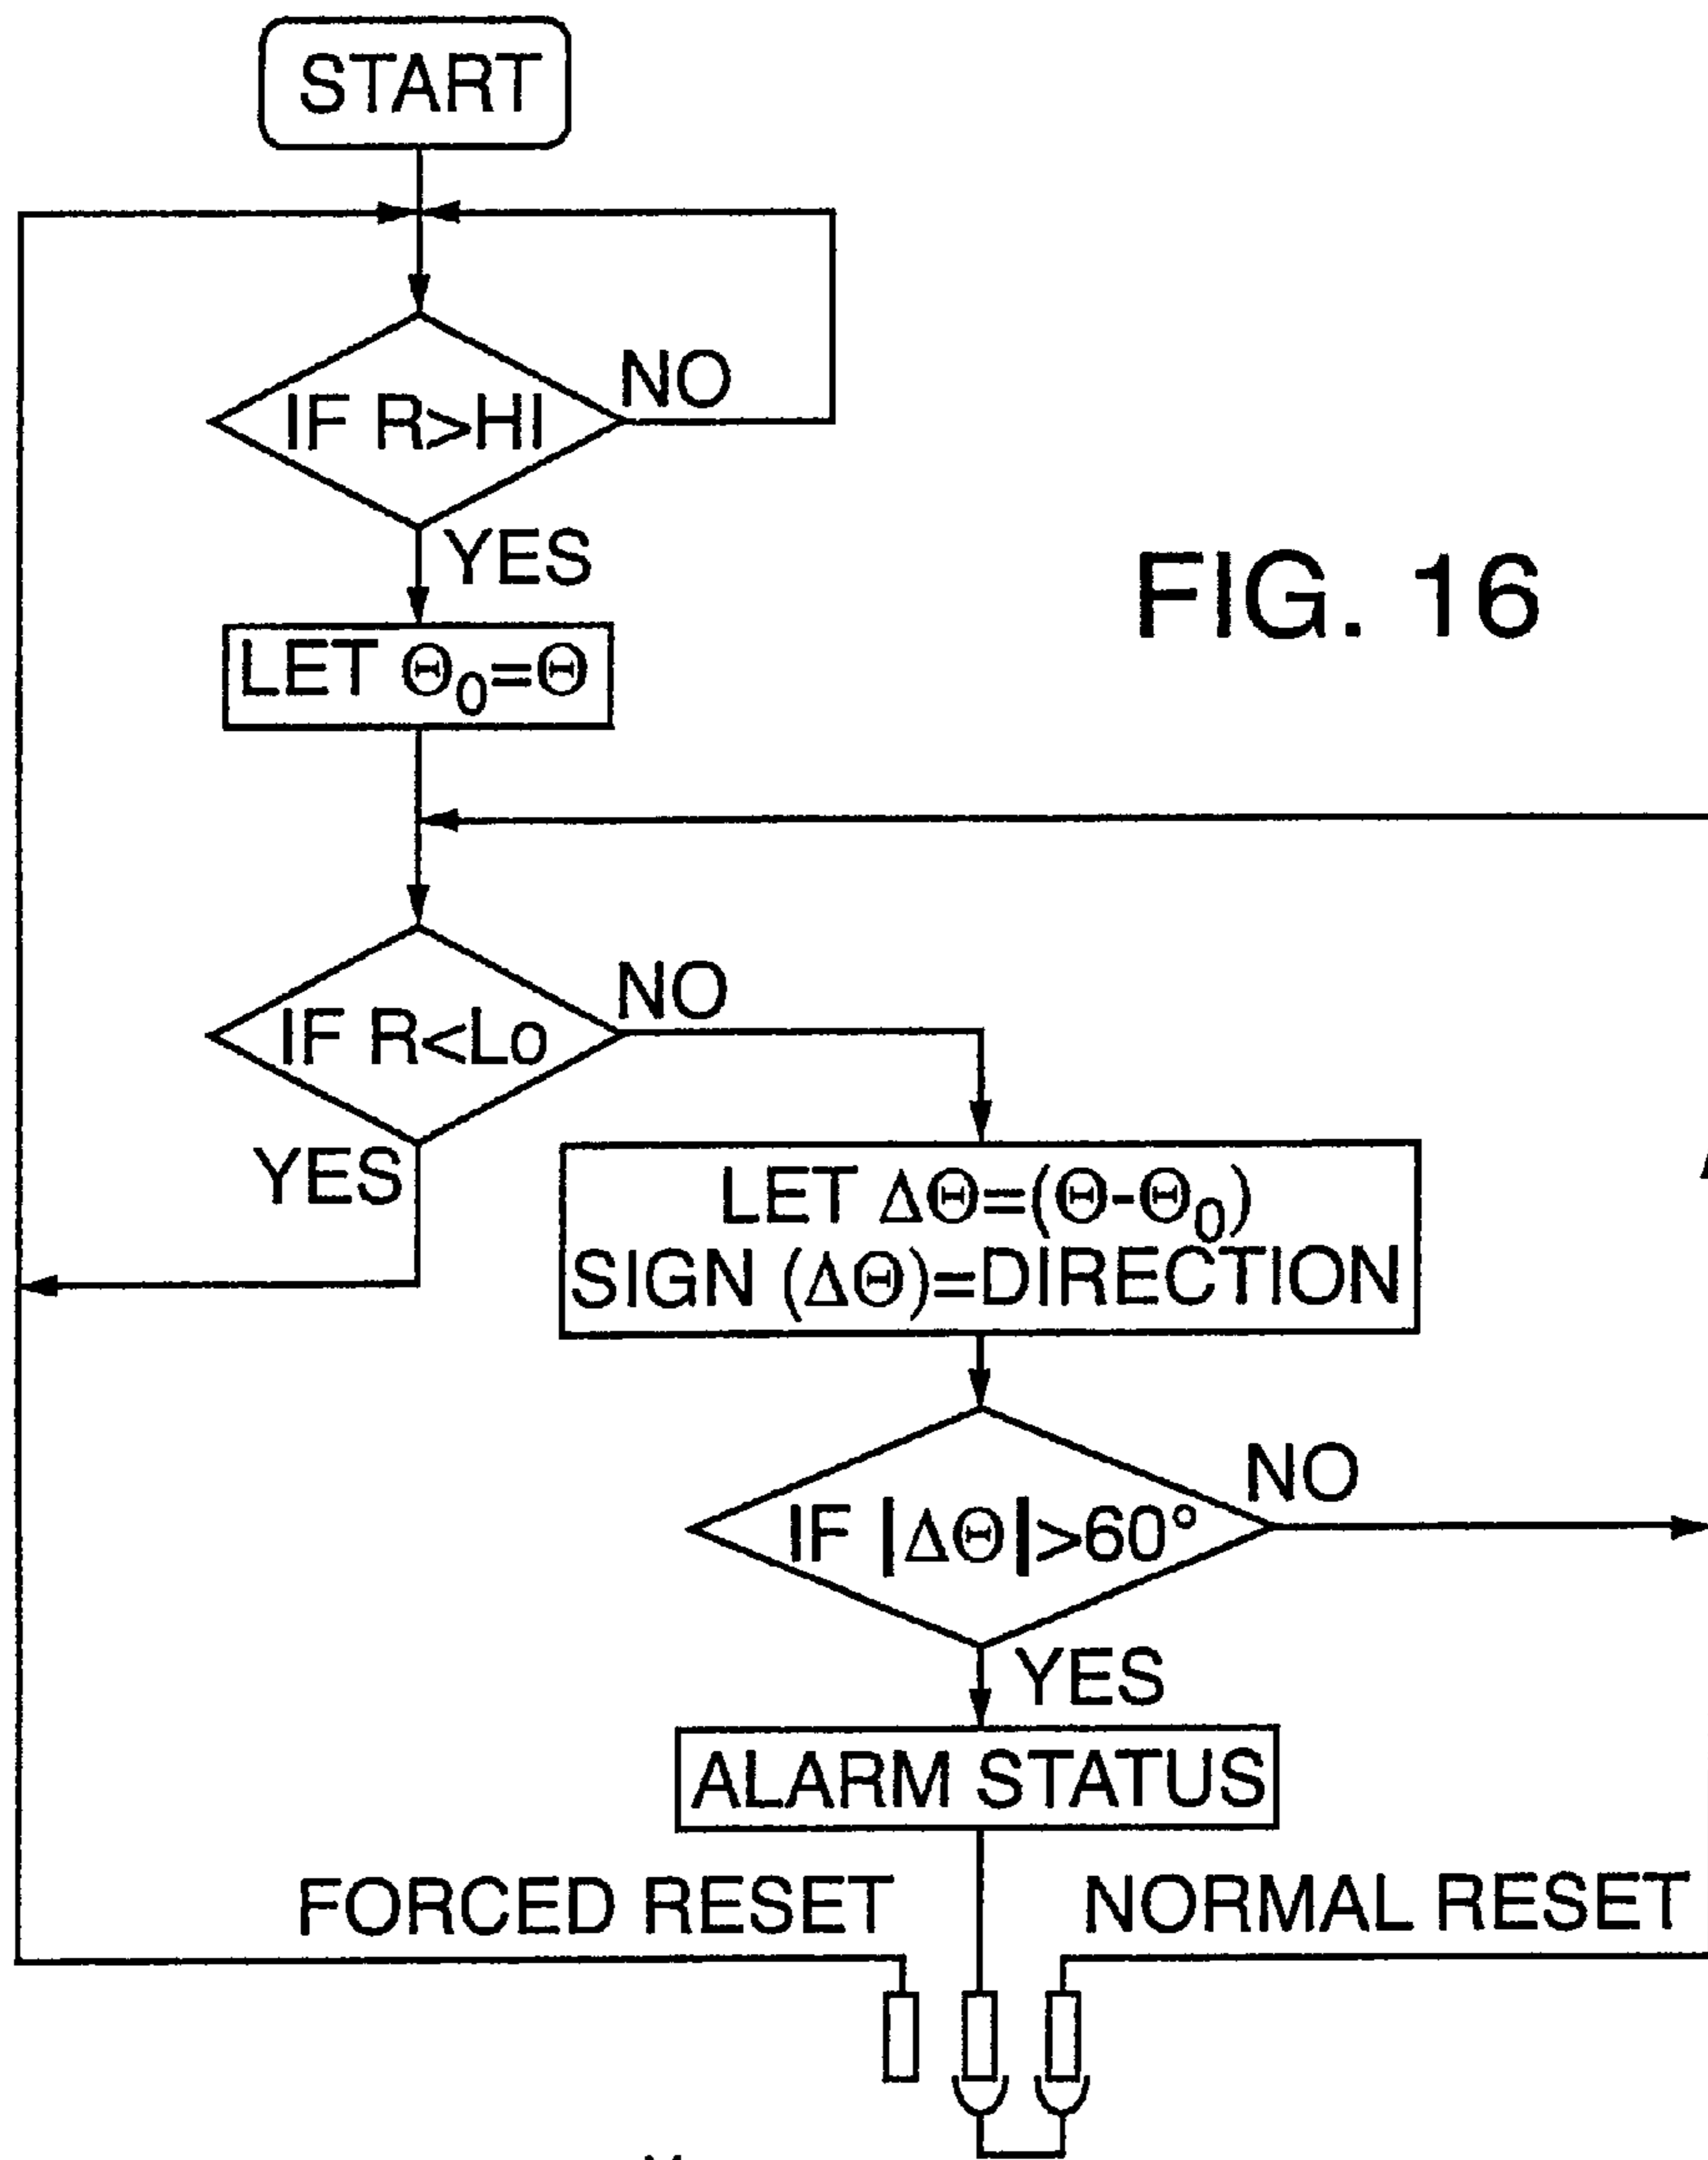 START
IF R>HI
NO
YES
FIG. 16
LET Θ₀=Θ
IF R<Lo
NO
YES
LET ΔΘ=(Θ-Θ₀)
SIGN (ΔΘ)=DIRECTION
IF |ΔΘ|>60°
NO
YES
ALARM STATUS
FORCED RESET
NORMAL RESET